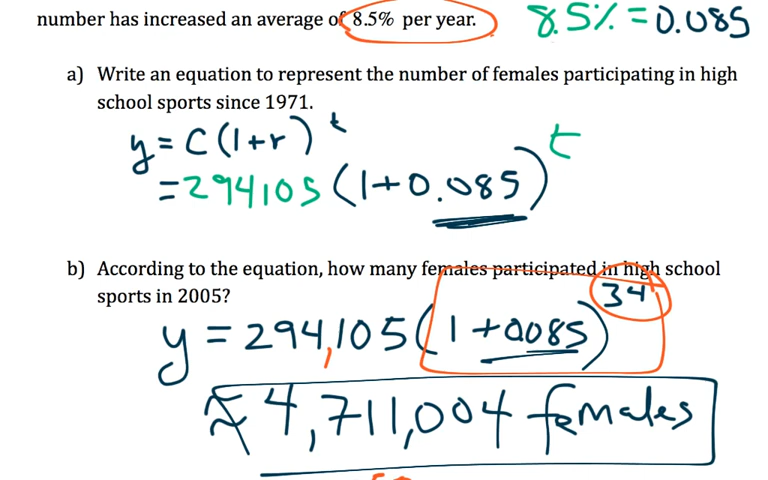 number has increased an average of 8.5% per year. 8.5% = 0.085
a) Write an equation to represent the number of females participating in high
school sports since 1971.
y = C(1+r)^t
=294105(1+0.085)^t
b) According to the equation, how many females participated in high school
sports in 2005?
y = 294,105(1+0085)^34
≈ 4,711,004 females